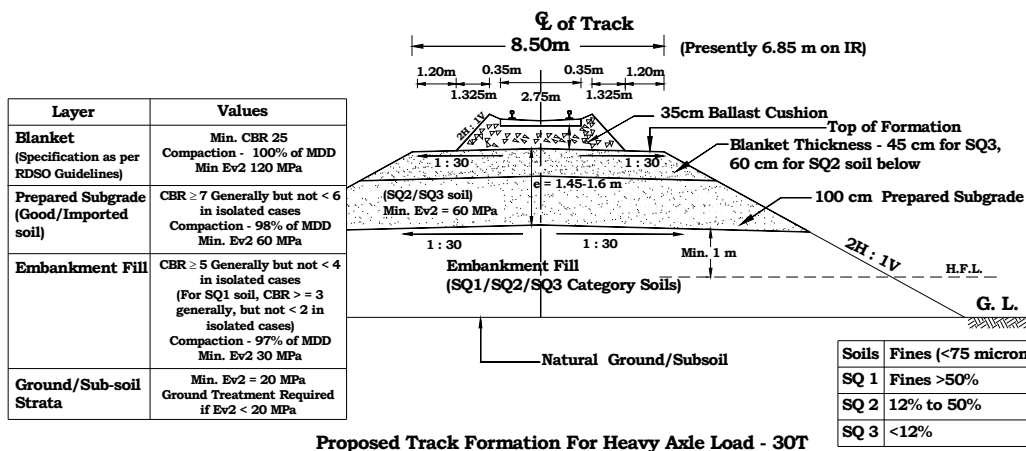 ℄ of Track
8.50m
(Presently 6.85 m on IR)
1.20m
0.35m
0.35m
1.20m
1.325m
2.75m
1.325m
2H : 1V
35cm Ballast Cushion
Top of Formation
Blanket Thickness - 45 cm for SQ3,
60 cm for SQ2 soil below
1 : 30
1 : 30
e = 1.45-1.6 m
(SQ2/SQ3 soil)
Min. Ev2 = 60 MPa
100 cm Prepared Subgrade
1 : 30
1 : 30
Min. 1 m
2H : 1V
H.F.L.
Embankment Fill
(SQ1/SQ2/SQ3 Category Soils)
G. L.
Natural Ground/Subsoil
Layer
Values
Blanket
(Specification as per
RDSO Guidelines)
Min. CBR 25
Compaction - 100% of MDD
Min Ev2 120 MPa
Prepared Subgrade
(Good/Imported
soil)
CBR ≥ 7 Generally but not < 6
in isolated cases
Compaction - 98% of MDD
Min. Ev2 60 MPa
Embankment Fill
CBR ≥ 5 Generally but not < 4
in isolated cases
(For SQ1 soil, CBR > = 3
generally, but not < 2 in
isolated cases)
Compaction - 97% of MDD
Min. Ev2 30 MPa
Ground/Sub-soil
Strata
Min. Ev2 = 20 MPa
Ground Treatment Required
if Ev2 < 20 MPa
Soils
Fines (<75 micron
SQ 1
Fines >50%
SQ 2
12% to 50%
SQ 3
<12%
Proposed Track Formation For Heavy Axle Load - 30T